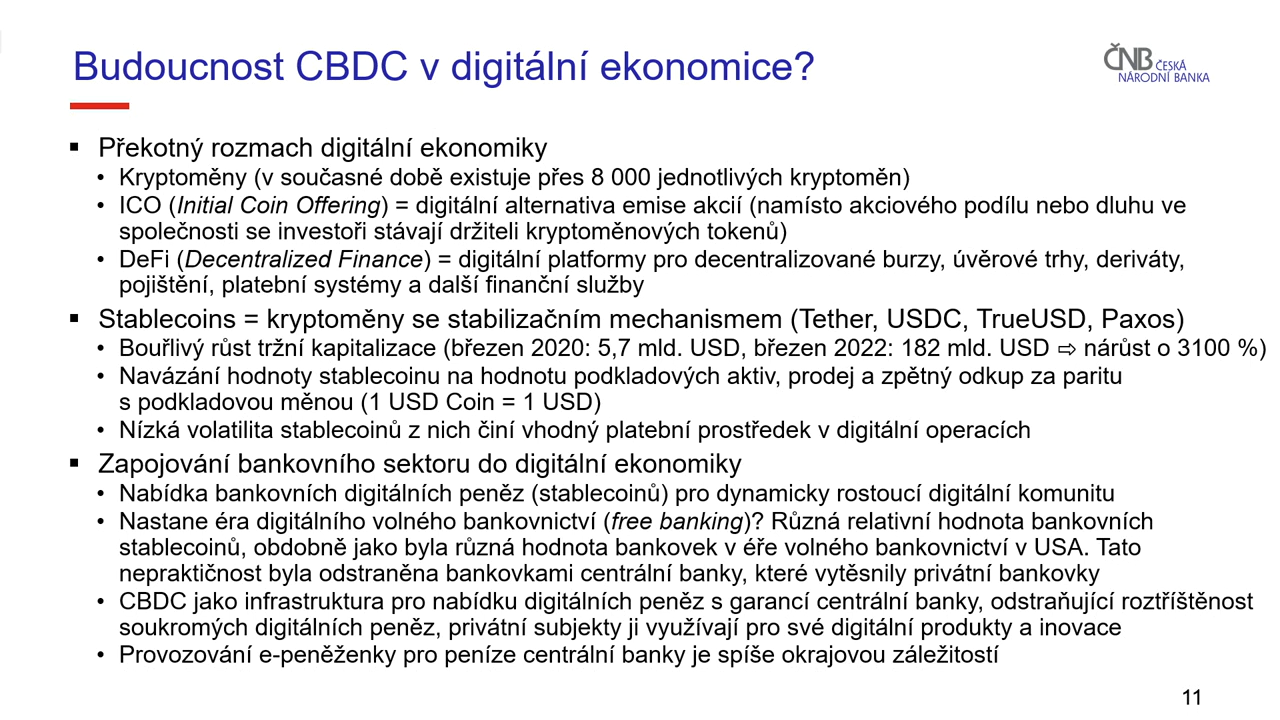 Budoucnost CBDC v digitální ekonomice?
ČNB ČESKÁ
NÁRODNÍ BANKA
▪ Překotný rozmach digitální ekonomiky
• Kryptoměny (v současné době existuje přes 8 000 jednotlivých kryptoměn)
• ICO (Initial Coin Offering) = digitální alternativa emise akcií (namísto akciového podílu nebo dluhu ve
společnosti se investoři stávají držiteli kryptoměnových tokenů)
• DeFi (Decentralized Finance) = digitální platformy pro decentralizované burzy, úvěrové trhy, deriváty,
pojištění, platební systémy a další finanční služby
▪ Stablecoins = kryptoměny se stabilizačním mechanismem (Tether, USDC, TrueUSD, Paxos)
• Bouřlivý růst tržní kapitalizace (březen 2020: 5,7 mld. USD, březen 2022: 182 mld. USD ⇨ nárůst o 3100 %)
• Navázání hodnoty stablecoinu na hodnotu podkladových aktiv, prodej a zpětný odkup za paritu
s podkladovou měnou (1 USD Coin = 1 USD)
• Nízká volatilita stablecoinů z nich činí vhodný platební prostředek v digitální operacích
▪ Zapojování bankovního sektoru do digitální ekonomiky
• Nabídka bankovních digitálních peněz (stablecoinů) pro dynamicky rostoucí digitální komunitu
• Nastane éra digitálního volného bankovnictví (free banking)? Různá relativní hodnota bankovních
stablecoinů, obdobně jako byla různá hodnota bankovek v éře volného bankovnictví v USA. Tato
nepraktičnost byla odstraněna bankovkami centrální banky, které vytěsnily privátní bankovky
• CBDC jako infrastruktura pro nabídku digitálních peněz s garancí centrální banky, odstraňující roztříštěnost
soukromých digitálních peněz, privátní subjekty ji využívají pro své digitální produkty a inovace
• Provozování e-peněženky pro peníze centrální banky je spíše okrajovou záležitostí
11